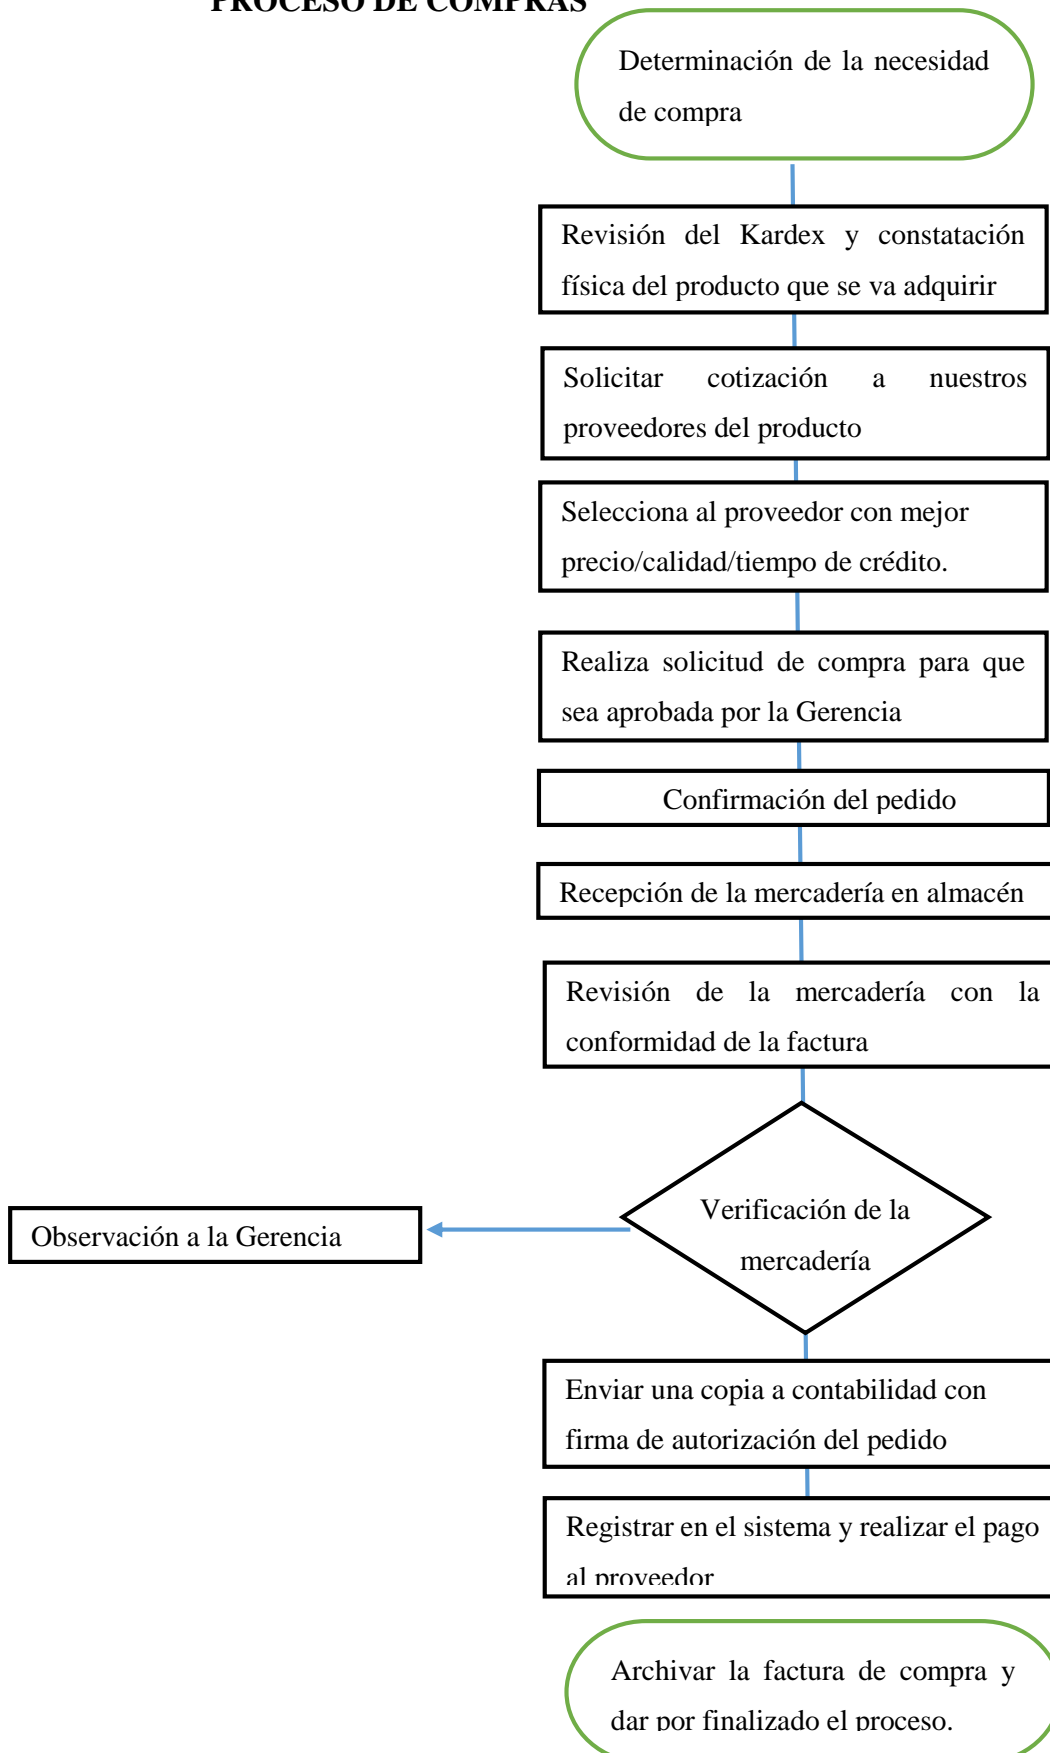 PROCESO DE COMPRAS
Determinación de la necesidad
de compra
Revisión del Kardex y constatación
física del producto que se va adquirir
Solicitar cotización a nuestros
proveedores del producto
Selecciona al proveedor con mejor
precio/calidad/tiempo de crédito.
Realiza solicitud de compra para que
sea aprobada por la Gerencia
Confirmación del pedido
Recepción de la mercadería en almacén
Revisión de la mercadería con la
conformidad de la factura
Verificación de la
mercadería
Observación a la Gerencia
Enviar una copia a contabilidad con
firma de autorización del pedido
Registrar en el sistema y realizar el pago
al proveedor
Archivar la factura de compra y
dar por finalizado el proceso.